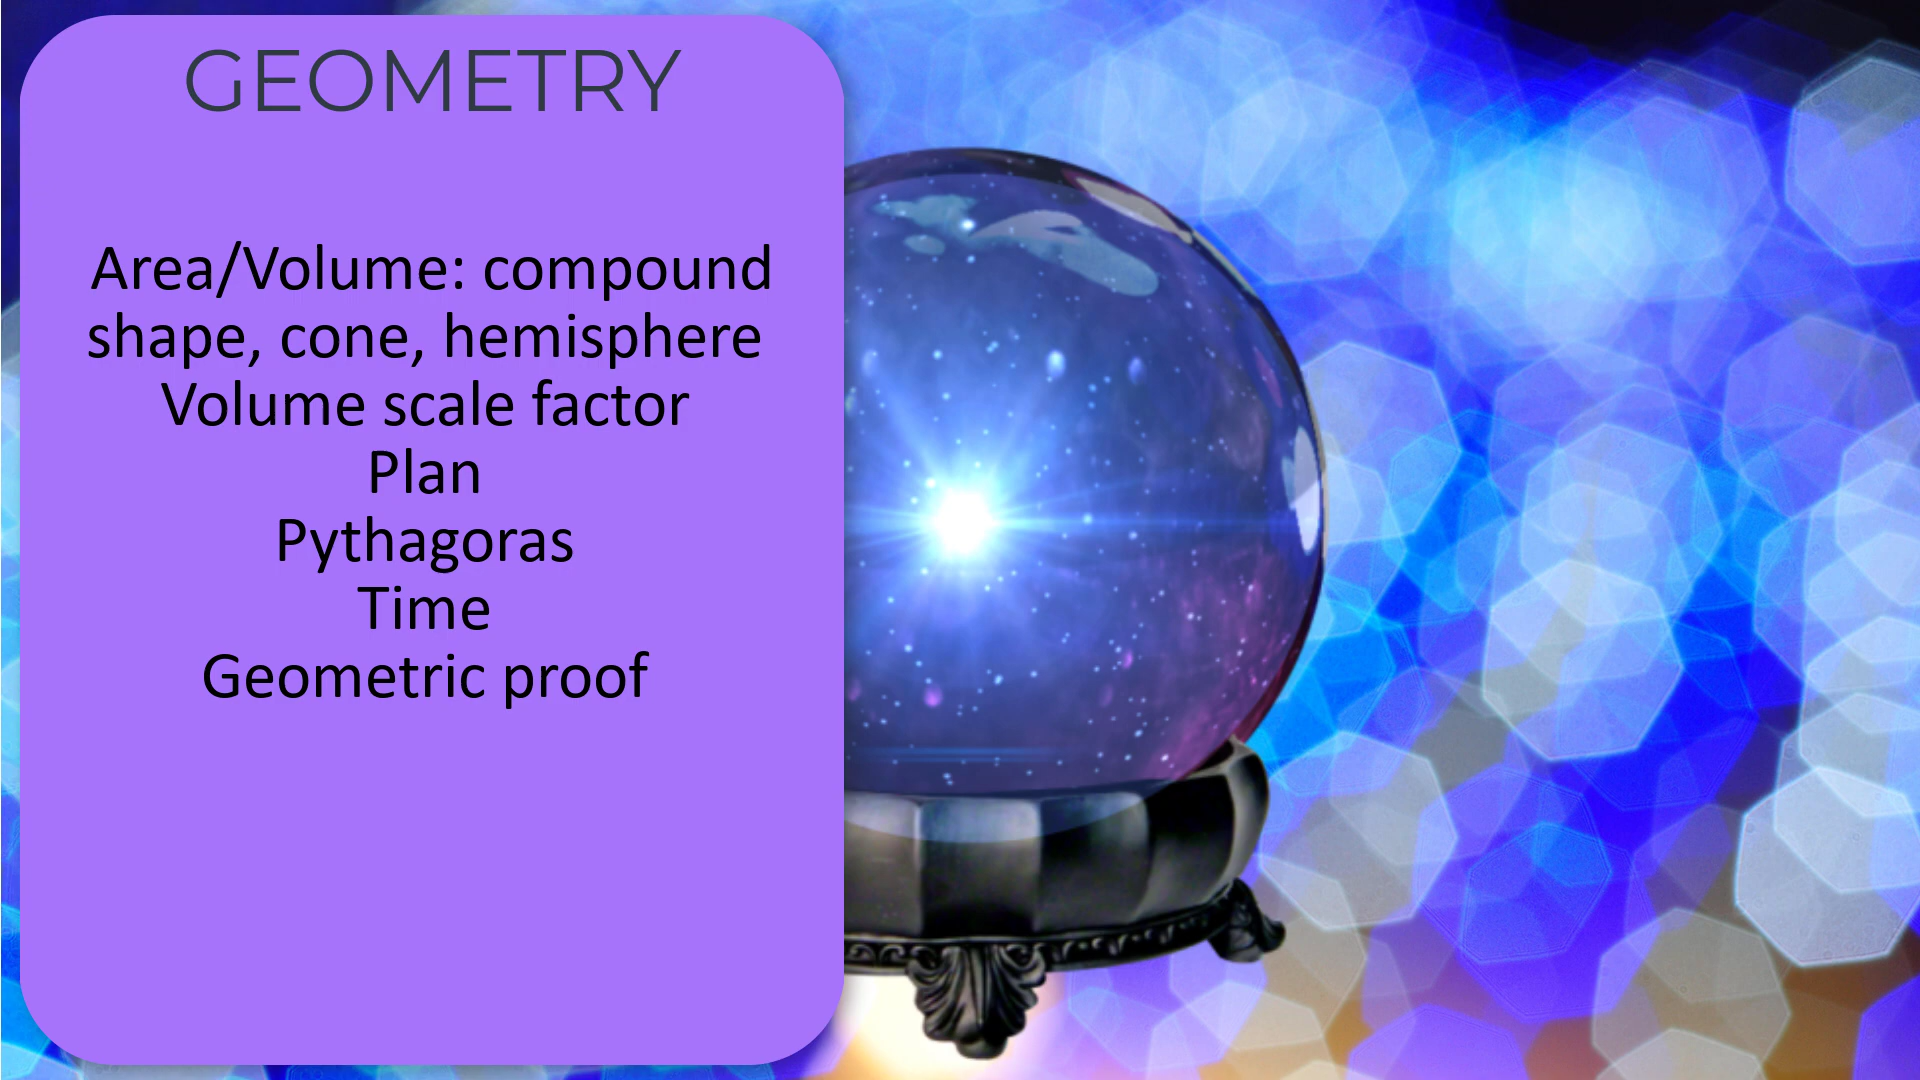 GEOMETRY
Area/Volume: compound
shape, cone, hemisphere
Volume scale factor
Plan
Pythagoras
Time
Geometric proof